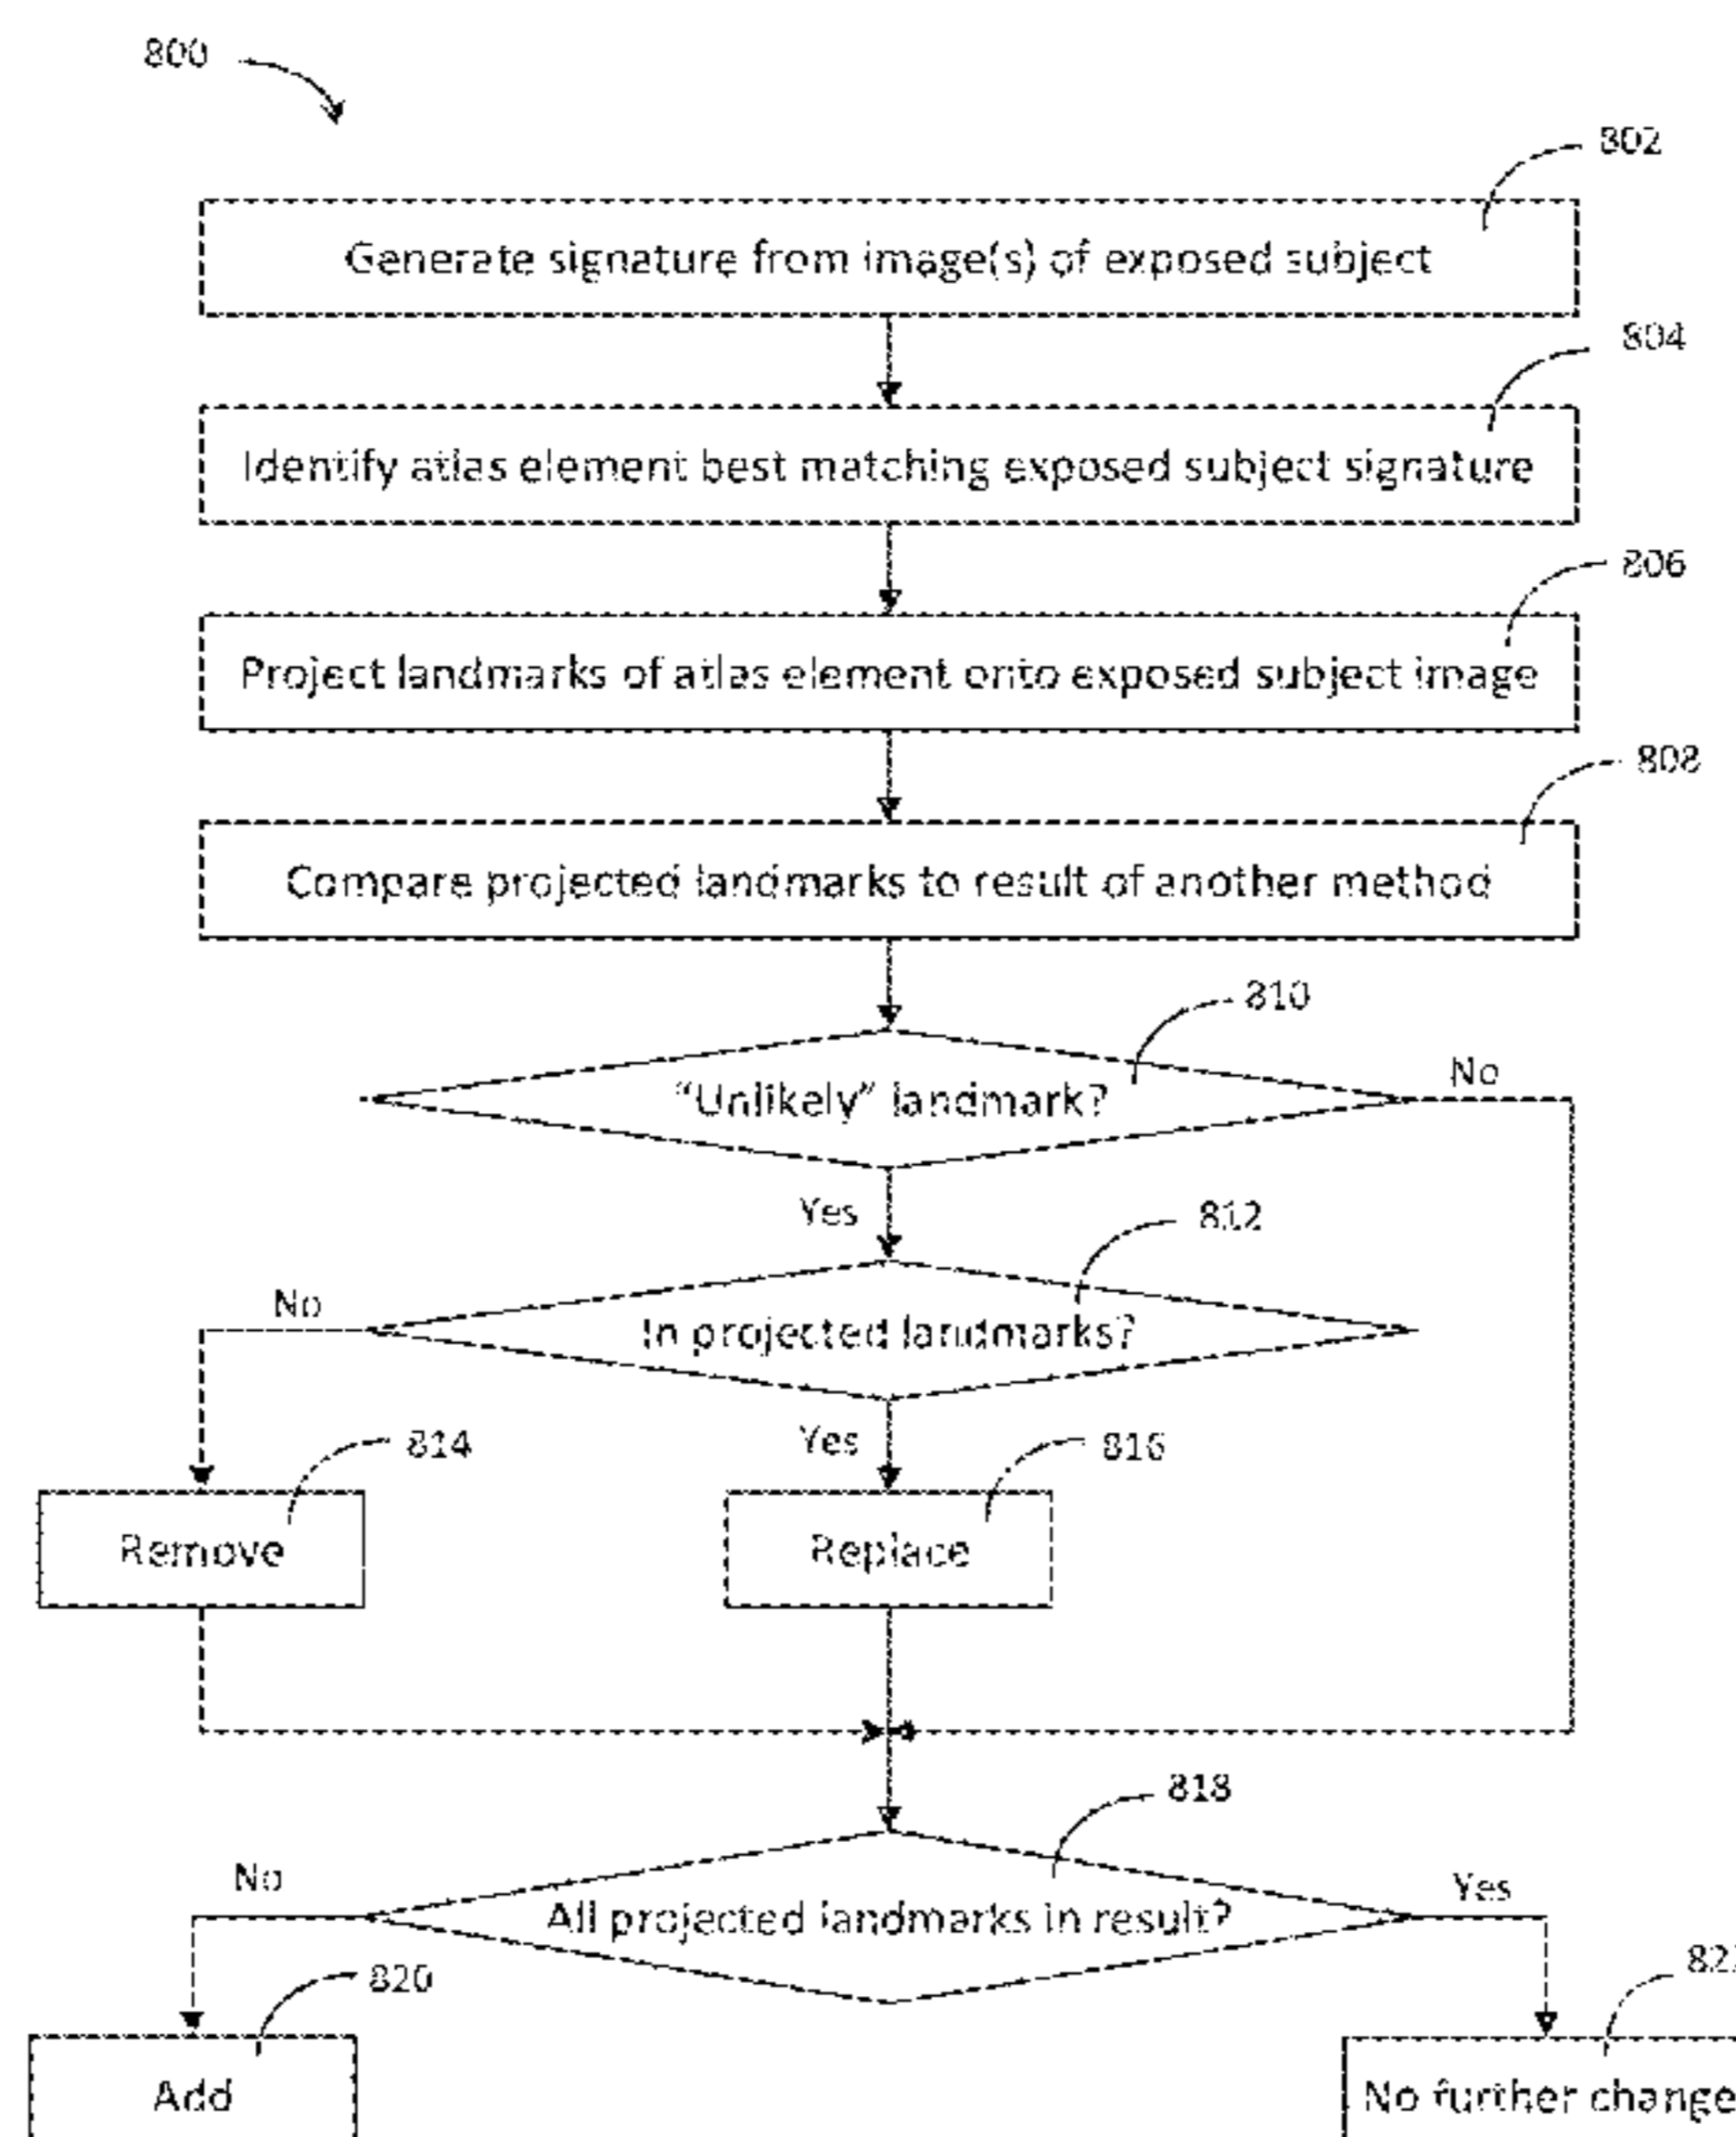 800
802
Generate signature from image(s) of exposed subject
804
Identify atlas element best matching exposed subject signature
806
Project landmarks of atlas element onto exposed subject image
808
Compare projected landmarks to result of another method
810
"Unlikely" landmark?
No
Yes
812
In projected landmarks?
No
Yes
814
816
Remove
Replace
818
All projected landmarks in result?
No
Yes
820
Add
No further change